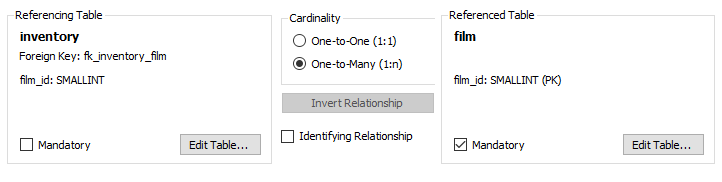 Referencing Table
inventory
Foreign Key: fk_inventory_film
film_id: SMALLINT
Mandatory
Edit Table...
Cardinality
One-to-One (1:1)
One-to-Many (1:n)
Invert Relationship
Identifying Relationship
Referenced Table
film
film_id: SMALLINT (PK)
Mandatory
Edit Table...